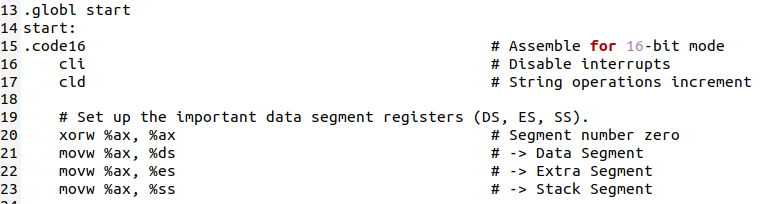 13 .globl start
14 start:
15 .code16                                              # Assemble for 16-bit mode
16     cli                                              # Disable interrupts
17     cld                                              # String operations increment
18
19     # Set up the important data segment registers (DS, ES, SS).
20     xorw %ax, %ax                                    # Segment number zero
21     movw %ax, %ds                                    # -> Data Segment
22     movw %ax, %es                                    # -> Extra Segment
23     movw %ax, %ss                                    # -> Stack Segment